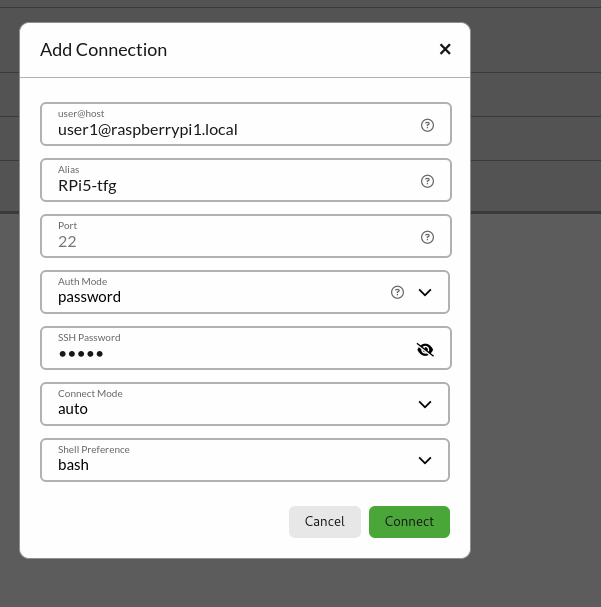 Add Connection
user@host
user1@raspberrypi1.local
Alias
RPi5-tfg
Port
22
Auth Mode
password
SSH Password
•••••
Connect Mode
auto
Shell Preference
bash
Cancel
Connect